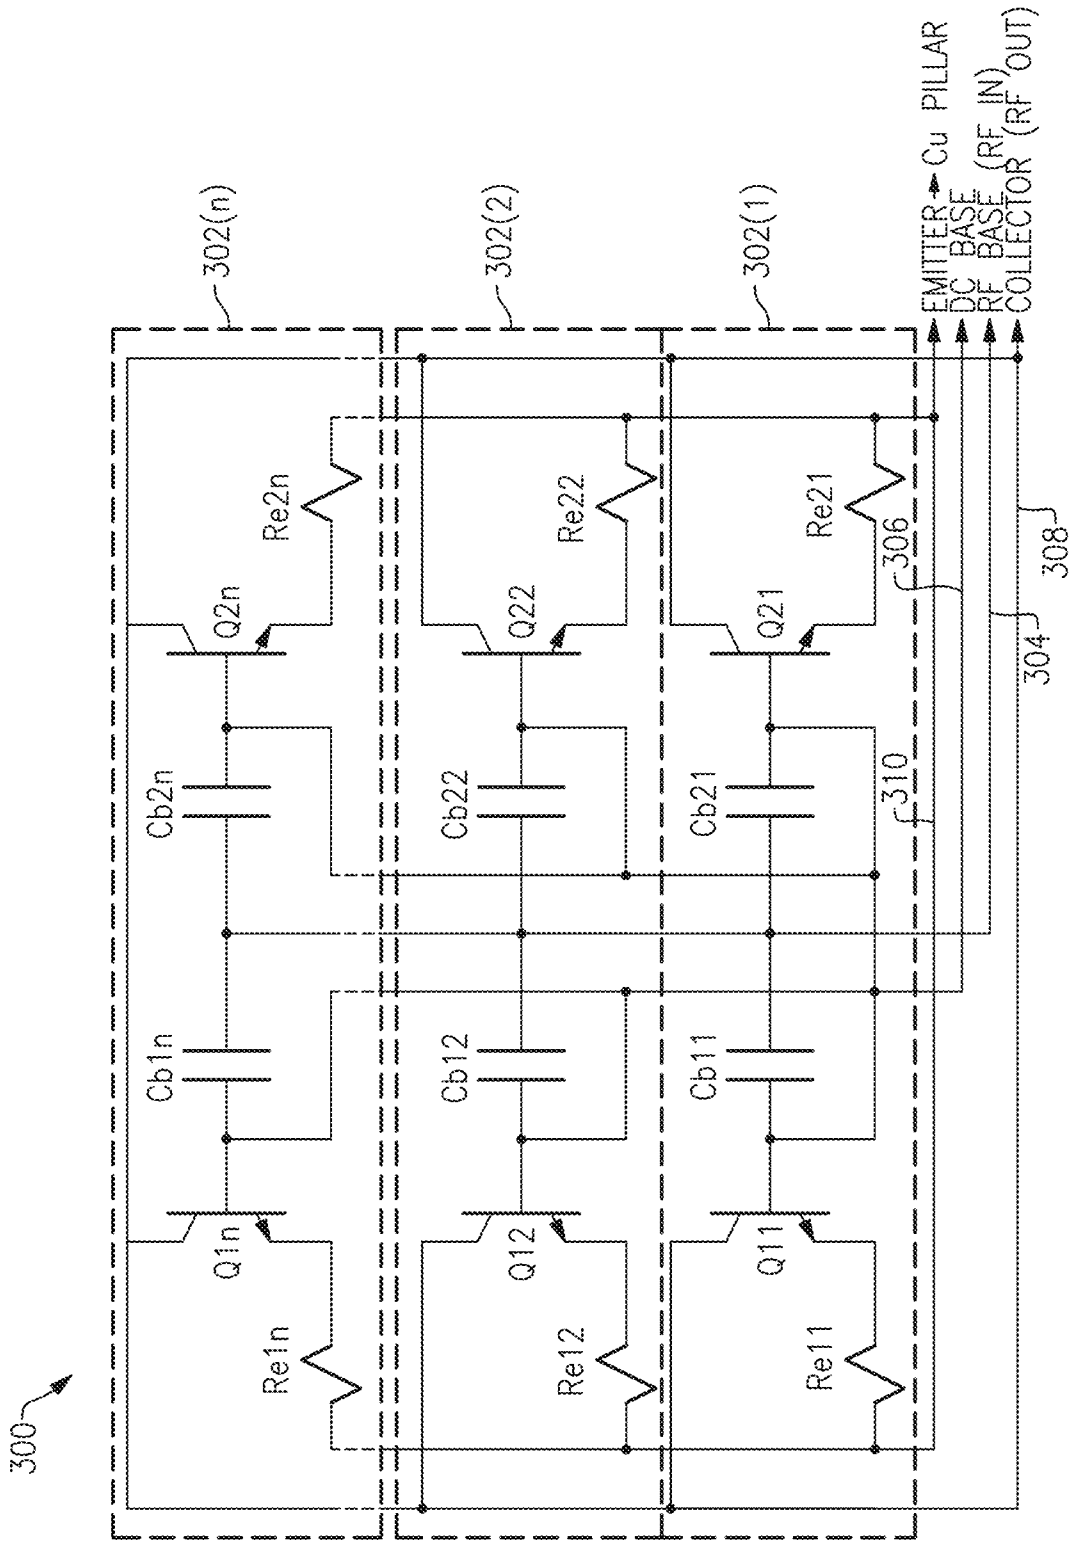 300
302(n)
302(2)
302(1)
Cb2n
Q2n
Re2n
Cb1n
Q1n
Re1n
Cb22
Q22
Re22
Cb12
Q12
Re12
Cb21
Q21
Re21
Cb11
Q11
Re11
310
306
304
308
EMITTER → Cu PILLAR
DC BASE
RF BASE (RF IN)
COLLECTOR (RF OUT)